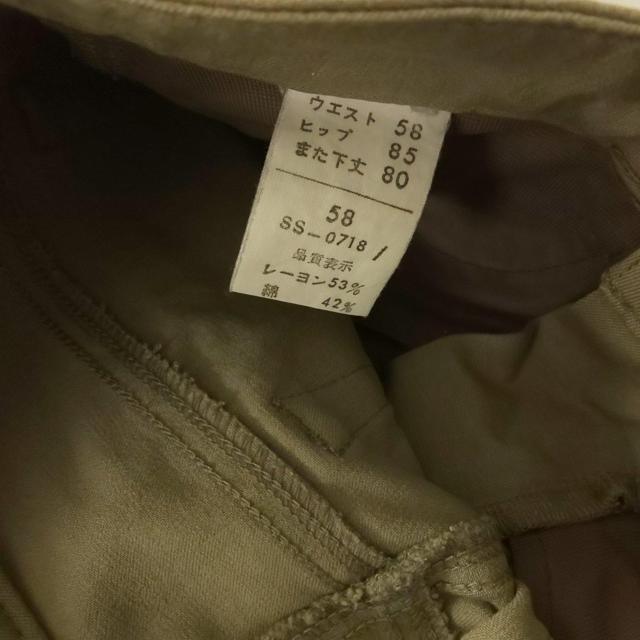 ウエスト 58
ヒップ 85
また下丈 80
58
SS-0718 /
品質表示
レーヨン53%
綿 42%